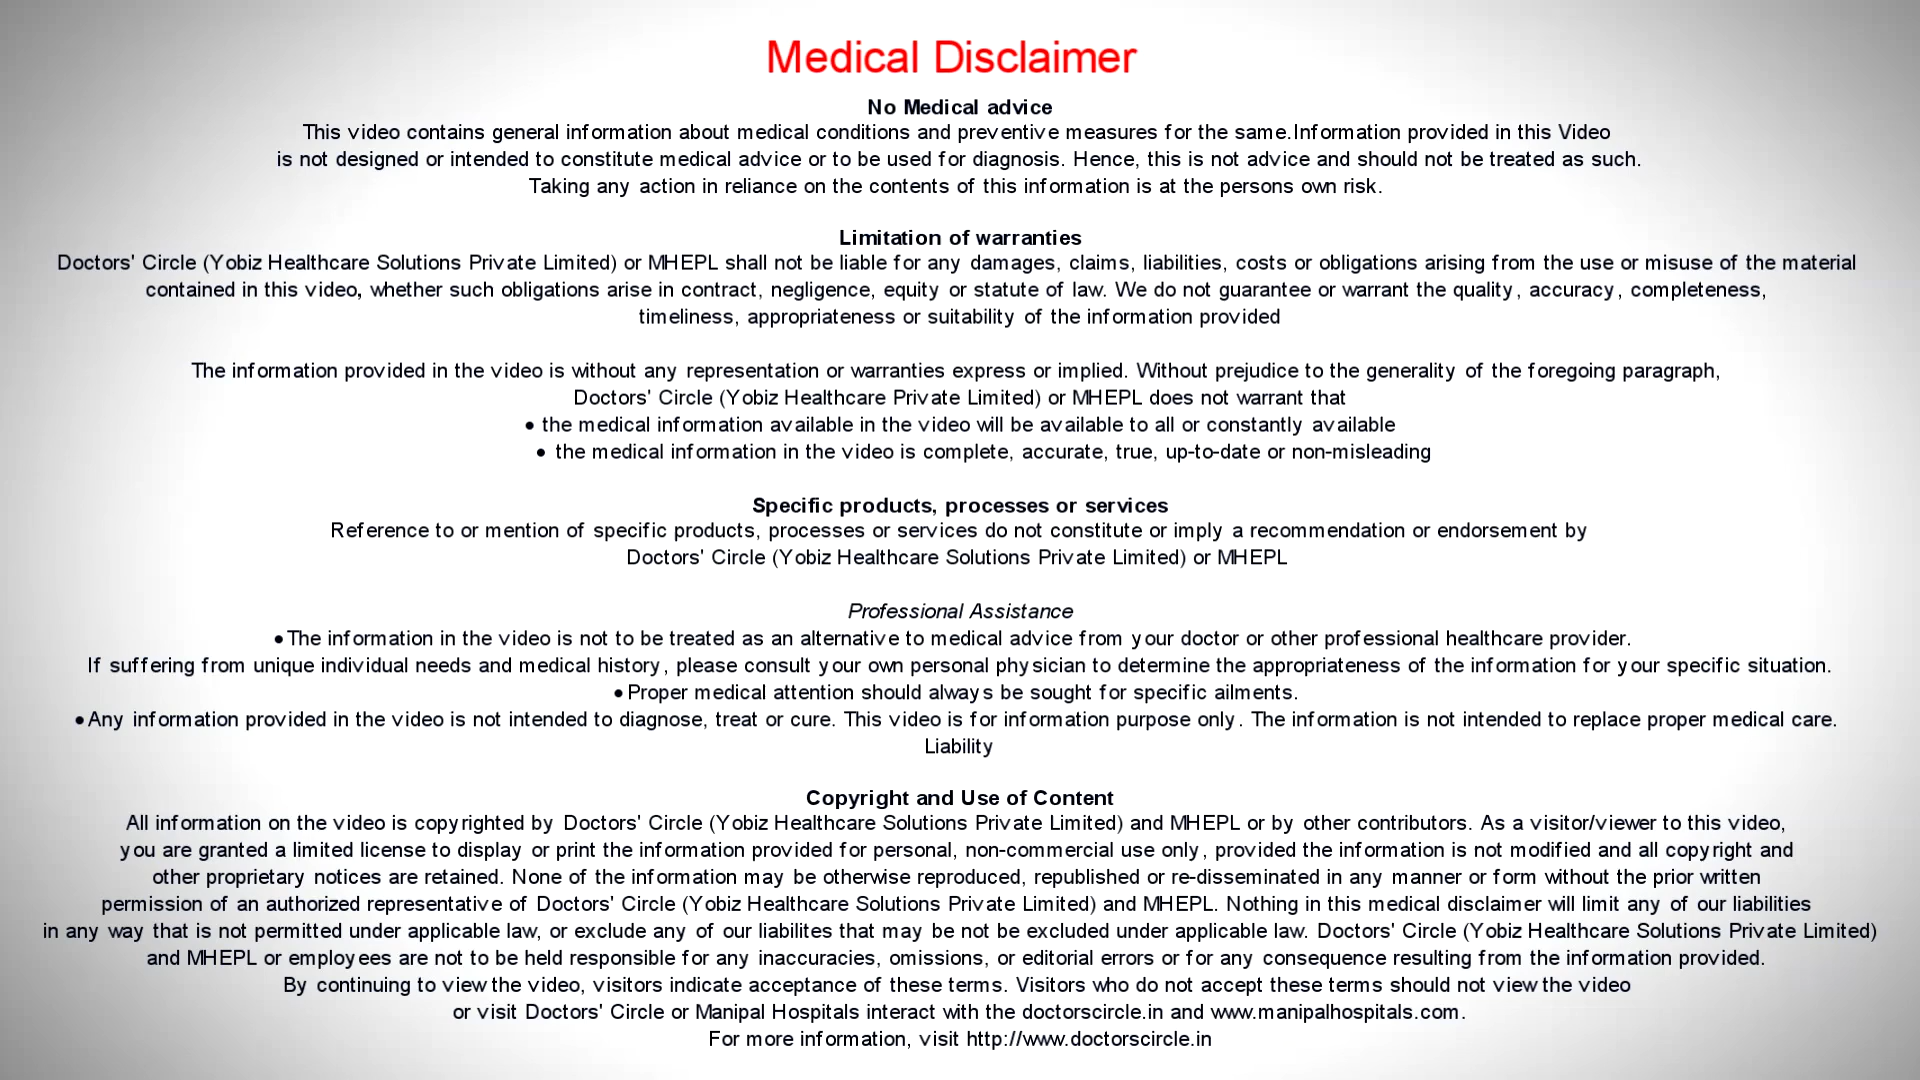 Medical Disclaimer
No Medical advice
This video contains general information about medical conditions and preventive measures for the same.Information provided in this Video
is not designed or intended to constitute medical advice or to be used for diagnosis. Hence, this is not advice and should not be treated as such.
Taking any action in reliance on the contents of this information is at the persons own risk.
Limitation of warranties
Doctors' Circle (Yobiz Healthcare Solutions Private Limited) or MHEPL shall not be liable for any damages, claims, liabilities, costs or obligations arising from the use or misuse of the material
contained in this video, whether such obligations arise in contract, negligence, equity or statute of law. We do not guarantee or warrant the quality, accuracy, completeness,
timeliness, appropriateness or suitability of the information provided
The information provided in the video is without any representation or warranties express or implied. Without prejudice to the generality of the foregoing paragraph,
Doctors' Circle (Yobiz Healthcare Private Limited) or MHEPL does not warrant that
• the medical information available in the video will be available to all or constantly available
• the medical information in the video is complete, accurate, true, up-to-date or non-misleading
Specific products, processes or services
Reference to or mention of specific products, processes or services do not constitute or imply a recommendation or endorsement by
Doctors' Circle (Yobiz Healthcare Solutions Private Limited) or MHEPL
Professional Assistance
•The information in the video is not to be treated as an alternative to medical advice from your doctor or other professional healthcare provider.
If suffering from unique individual needs and medical history, please consult your own personal physician to determine the appropriateness of the information for your specific situation.
•Proper medical attention should always be sought for specific ailments.
•Any information provided in the video is not intended to diagnose, treat or cure. This video is for information purpose only. The information is not intended to replace proper medical care.
Liability
Copyright and Use of Content
All information on the video is copyrighted by Doctors' Circle (Yobiz Healthcare Solutions Private Limited) and MHEPL or by other contributors. As a visitor/viewer to this video,
you are granted a limited license to display or print the information provided for personal, non-commercial use only, provided the information is not modified and all copyright and
other proprietary notices are retained. None of the information may be otherwise reproduced, republished or re-disseminated in any manner or form without the prior written
permission of an authorized representative of Doctors' Circle (Yobiz Healthcare Solutions Private Limited) and MHEPL. Nothing in this medical disclaimer will limit any of our liabilities
in any way that is not permitted under applicable law, or exclude any of our liabilites that may be not be excluded under applicable law. Doctors' Circle (Yobiz Healthcare Solutions Private Limited)
and MHEPL or employees are not to be held responsible for any inaccuracies, omissions, or editorial errors or for any consequence resulting from the information provided.
By continuing to view the video, visitors indicate acceptance of these terms. Visitors who do not accept these terms should not view the video
or visit Doctors' Circle or Manipal Hospitals interact with the doctorscircle.in and www.manipalhospitals.com.
For more information, visit http://www.doctorscircle.in